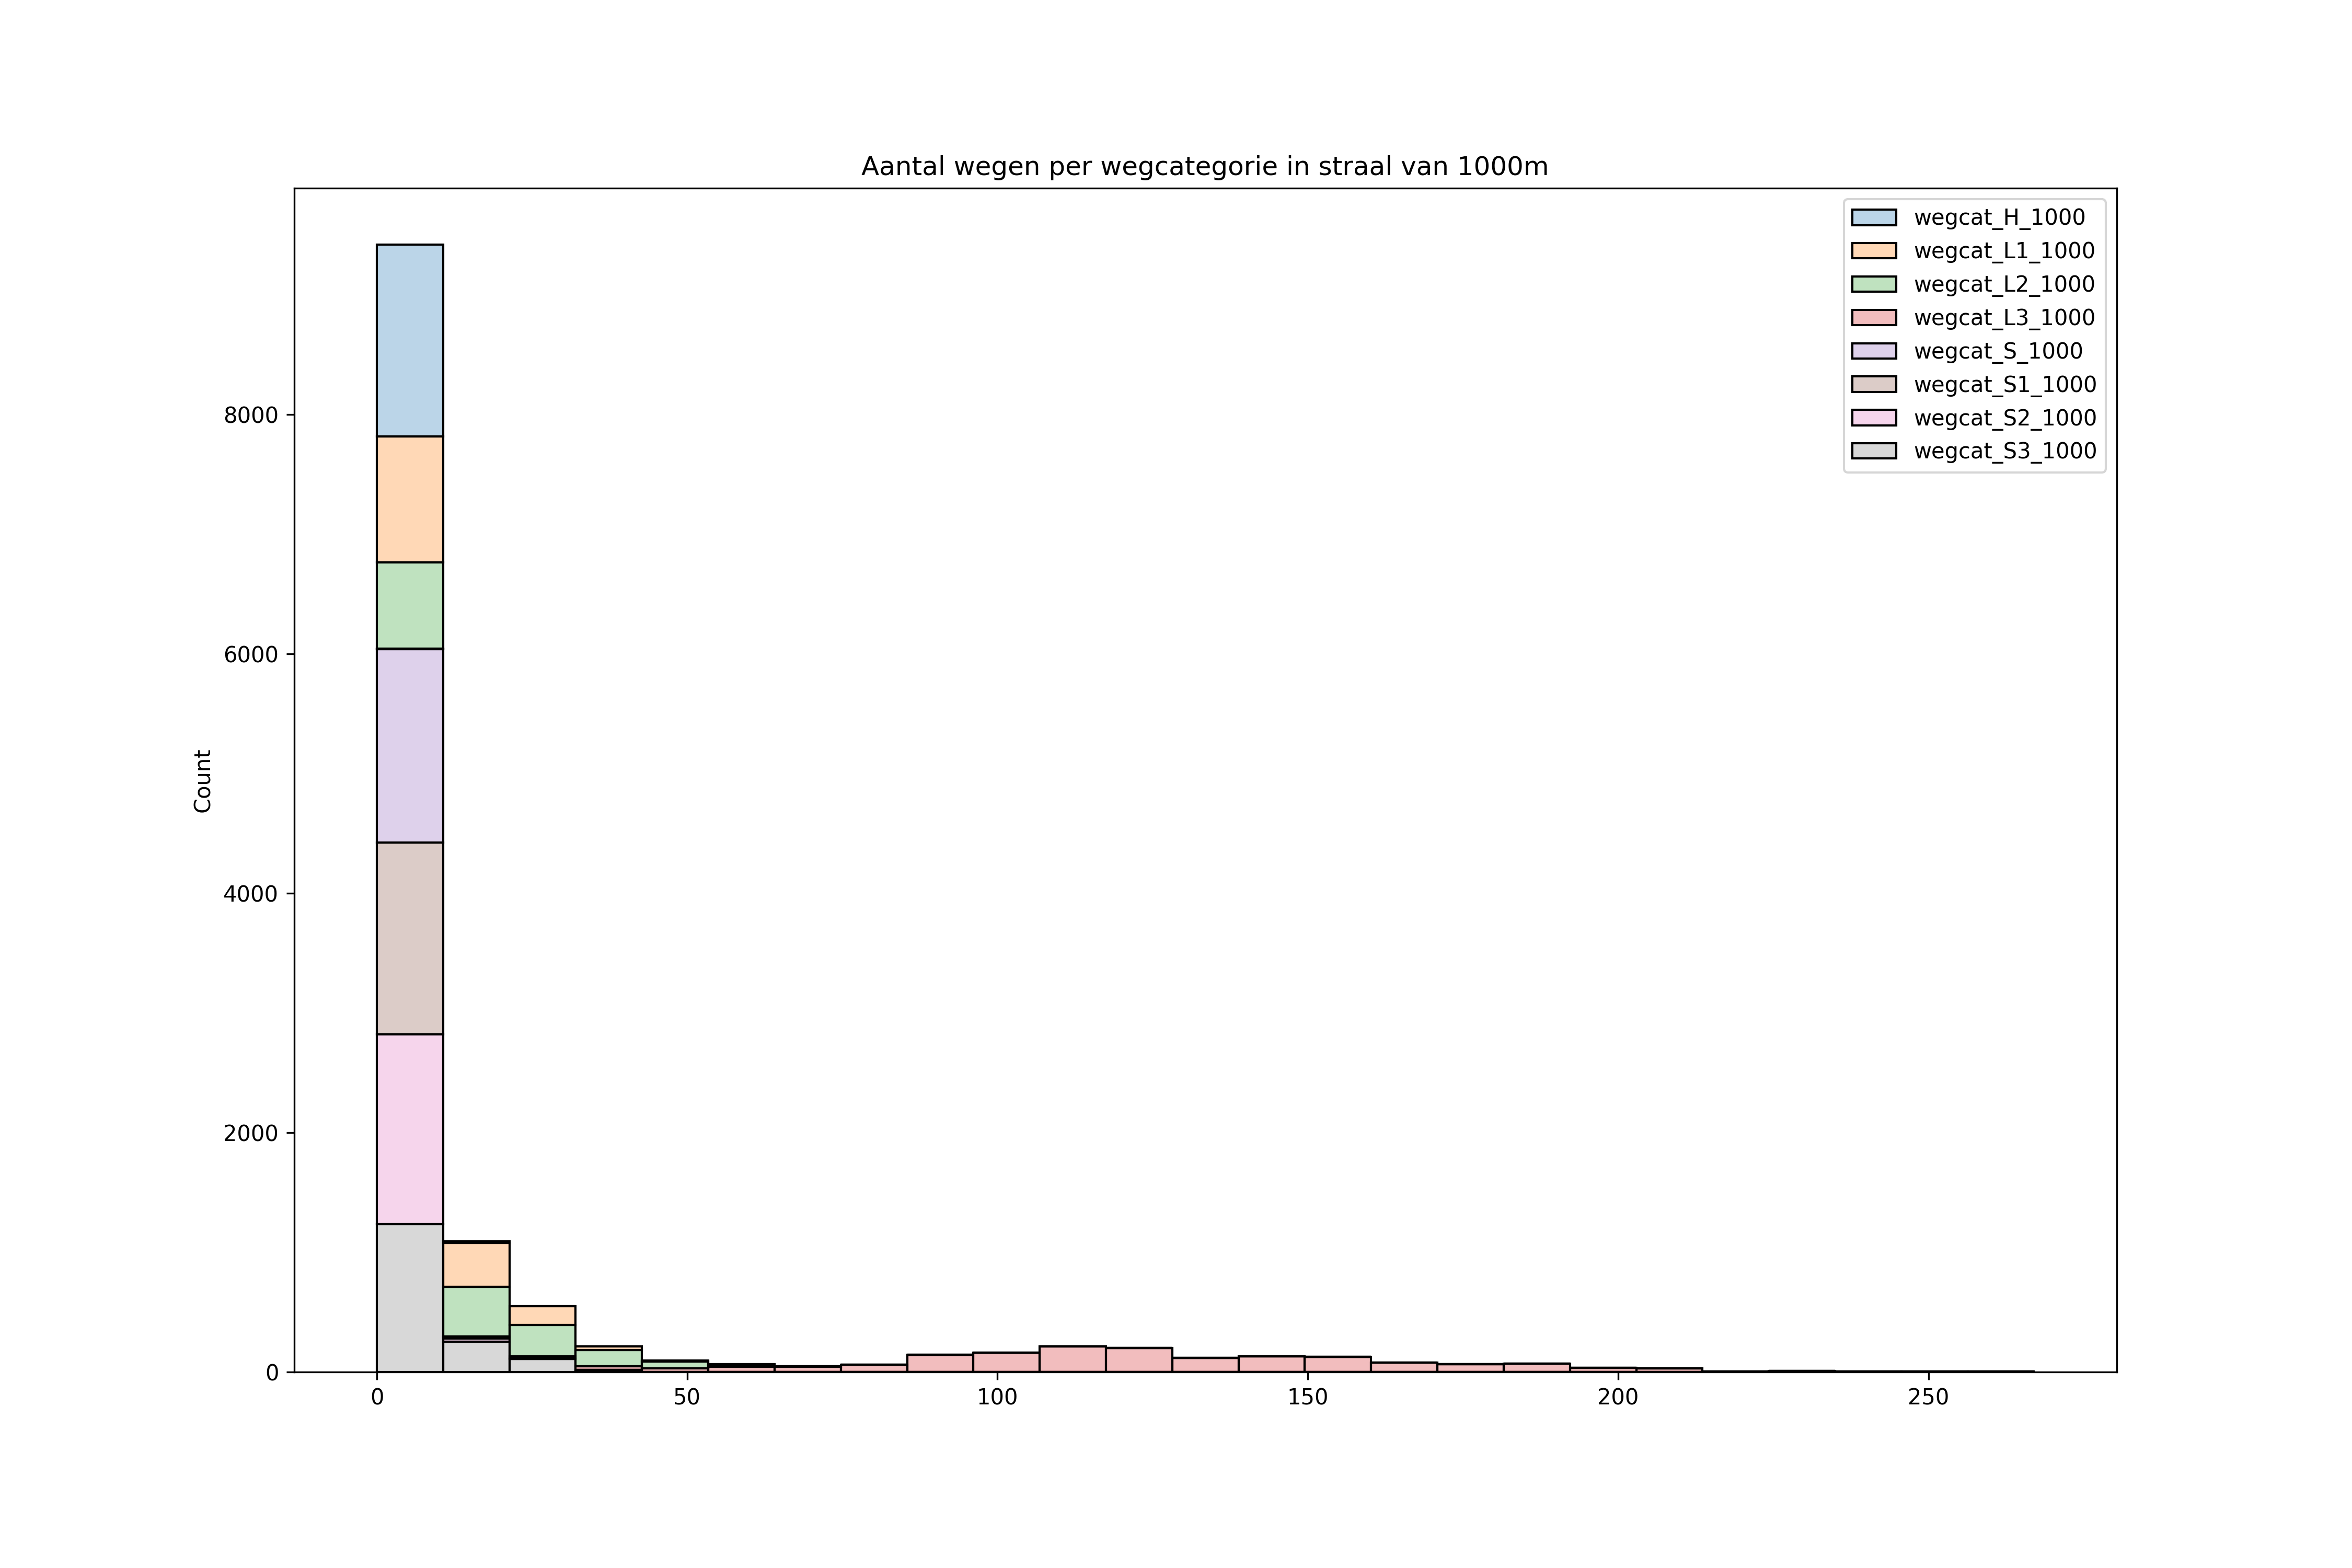 Aantal wegen per wegcategorie in straal van 1000m
wegcat_H_1000
wegcat_L1_1000
wegcat_L2_1000
wegcat_L3_1000
wegcat_S_1000
wegcat_S1_1000
wegcat_S2_1000
wegcat_S3_1000
Count
8000
6000
4000
2000
0
0 50 100 150 200 250